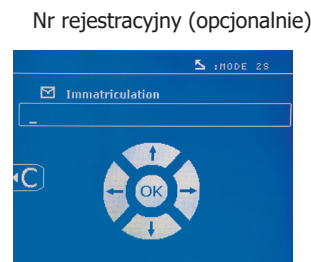 Nr rejestracyjny (opcjonalnie)
:MODE 2S
Immatriculation
_
C
OK